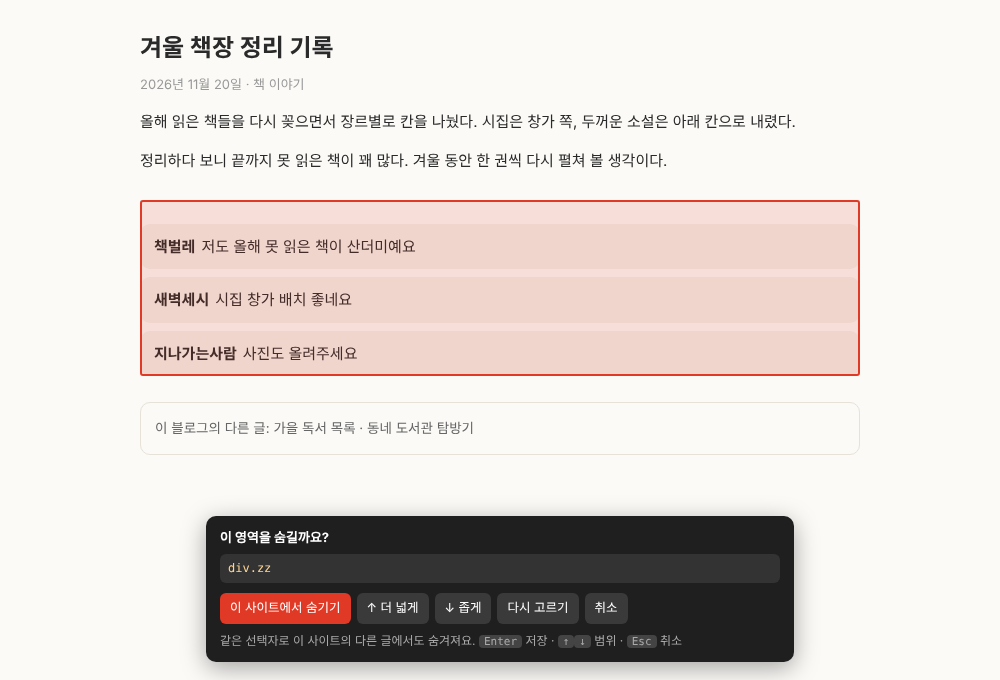 겨울 책장 정리 기록
2026년 11월 20일 · 책 이야기
올해 읽은 책들을 다시 꽂으면서 장르별로 칸을 나눴다. 시집은 창가 쪽, 두꺼운 소설은 아래 칸으로 내렸다.
정리하다 보니 끝까지 못 읽은 책이 꽤 많다. 겨울 동안 한 권씩 다시 펼쳐 볼 생각이다.
책벌레 저도 올해 못 읽은 책이 산더미예요
새벽세시 시집 창가 배치 좋네요
지나가는사람 사진도 올려주세요
이 블로그의 다른 글: 가을 독서 목록 · 동네 도서관 탐방기
이 영역을 숨길까요?
div.zz
이 사이트에서 숨기기 ↑ 더 넓게 ↓ 좁게 다시 고르기 취소
같은 선택자로 이 사이트의 다른 글에서도 숨겨져요. Enter 저장 · ↑ ↓ 범위 · Esc 취소